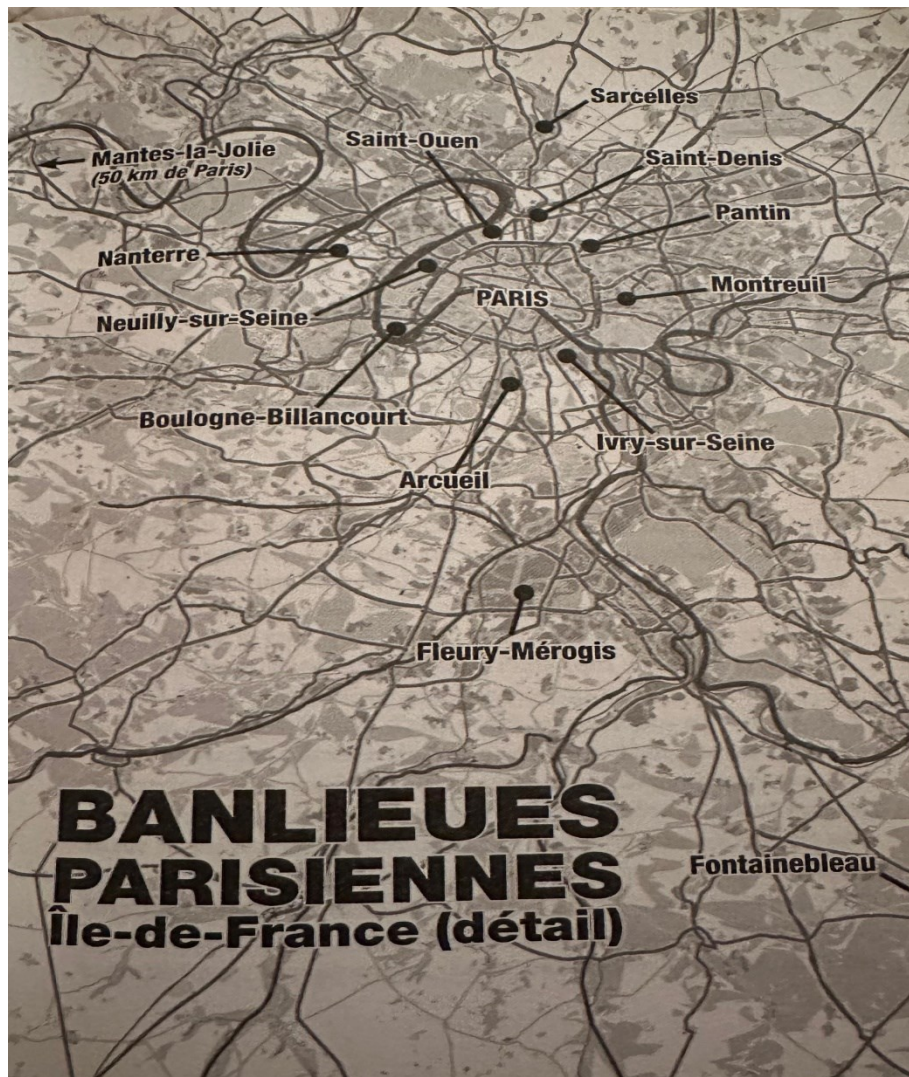 Sarcelles
Saint-Ouen
Mantes-la-Jolie
(50 km de Paris)
Saint-Denis
Pantin
Nanterre
Montreuil
PARIS
Neuilly-sur-Seine
Boulogne-Billancourt
Ivry-sur-Seine
Arcueil
Fleury-Mérogis
BANLIEUES
PARISIENNES
Île-de-France (détail)
Fontainebleau